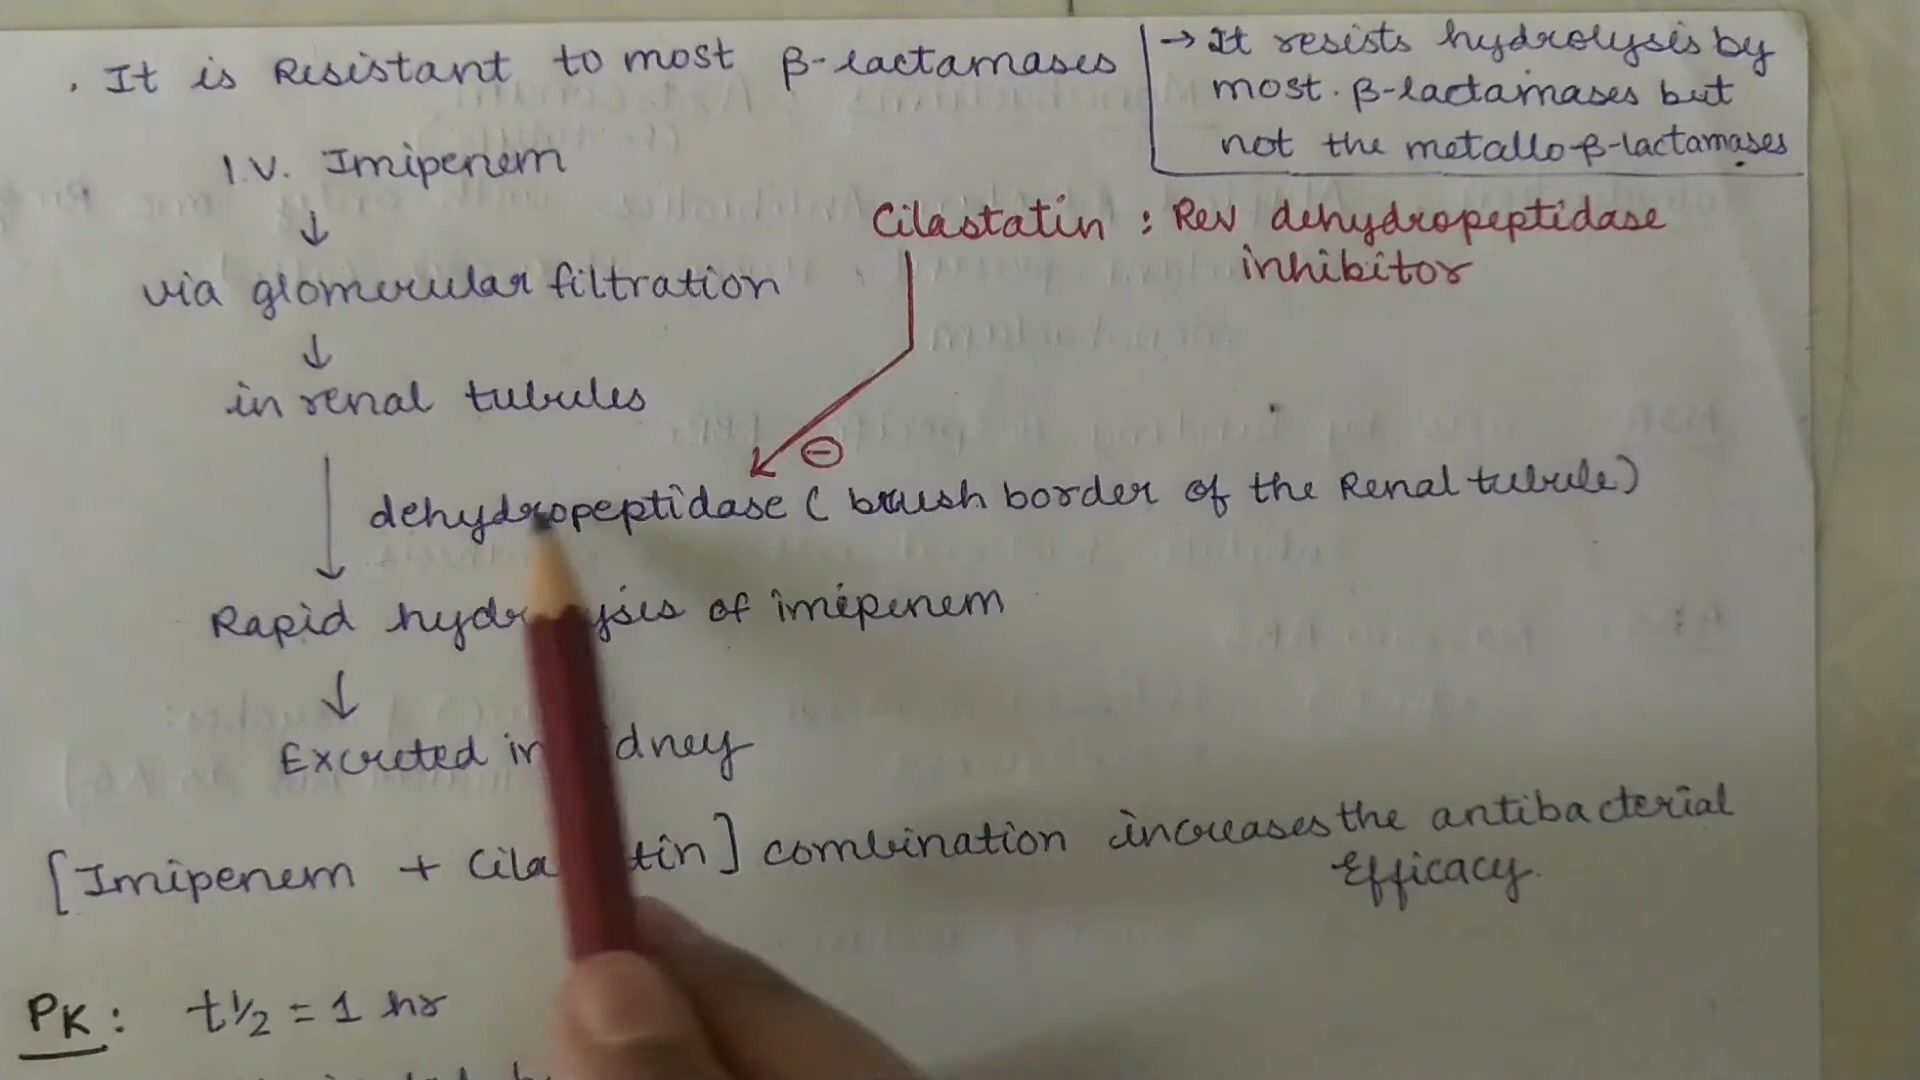 . It is Resistant to most β-lactamases
→ It resists hydrolysis by
most. β-lactamases but
not the metallo-β-lactamases
I.V. Imipenem
↓
via glomerular filtration
↓
in renal tubules
Cilastatin : Rev dehydropeptidase
inhibitor
⊖
dehydropeptidase ( brush border of the Renal tubule)
Rapid hydr ysis of imipenem
↓
Excreted in dney
[Imipenem + Cila tin] combination increases the antibacterial
Efficacy.
PK : t½ = 1 hr